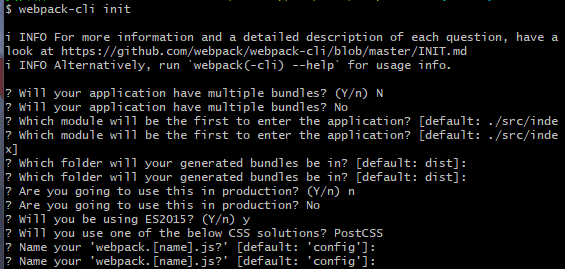 $ webpack-cli init
i INFO For more information and a detailed description of each question, have a
look at https://github.com/webpack/webpack-cli/blob/master/INIT.md
i INFO Alternatively, run `webpack(-cli) --help` for usage info.
? Will your application have multiple bundles? (Y/n) N
? Will your application have multiple bundles? No
? Which module will be the first to enter the application? [default: ./src/inde
? Which module will be the first to enter the application? [default: ./src/inde
x]
? Which folder will your generated bundles be in? [default: dist]:
? Which folder will your generated bundles be in? [default: dist]:
? Are you going to use this in production? (Y/n) n
? Are you going to use this in production? No
? Will you be using ES2015? (Y/n) y
? Will you use one of the below CSS solutions? PostCSS
? Name your 'webpack.[name].js?' [default: 'config']:
? Name your 'webpack.[name].js?' [default: 'config']: